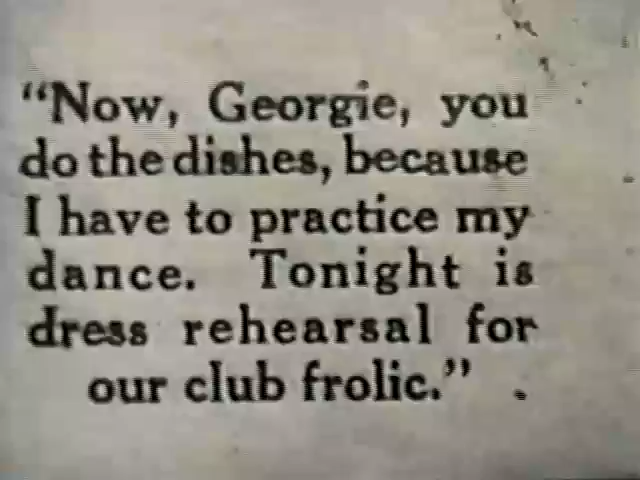 “Now, Georgie, you
do the dishes, because
I have to practice my
dance. Tonight is
dress rehearsal for
our club frolic.”